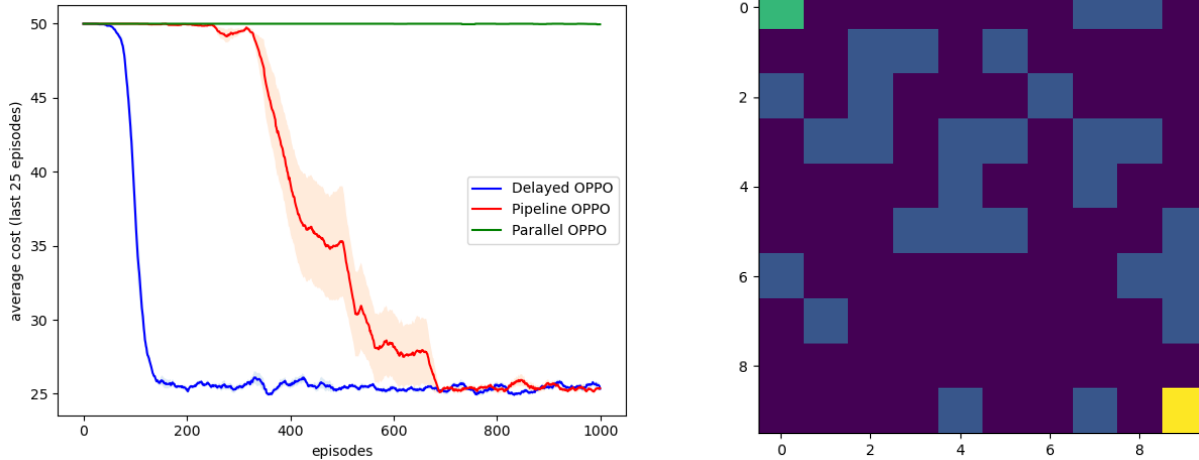 50
45
40
35
30
25
average cost (last 25 episodes)
0 200 400 600 800 1000
episodes
Delayed OPPO
Pipeline OPPO
Parallel OPPO
0
2
4
6
8
0 2 4 6 8